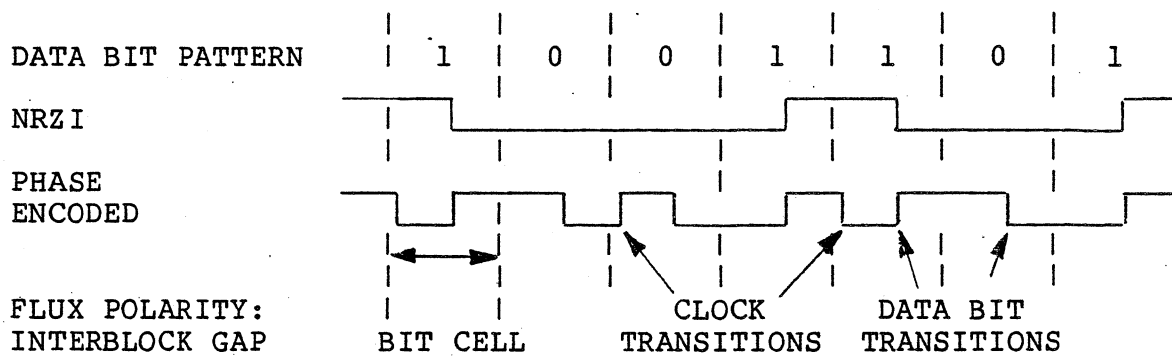 DATA BIT PATTERN 1 0 0 1 1 0 1
NRZI
PHASE
ENCODED
FLUX POLARITY: CLOCK DATA BIT
INTERBLOCK GAP BIT CELL TRANSITIONS TRANSITIONS